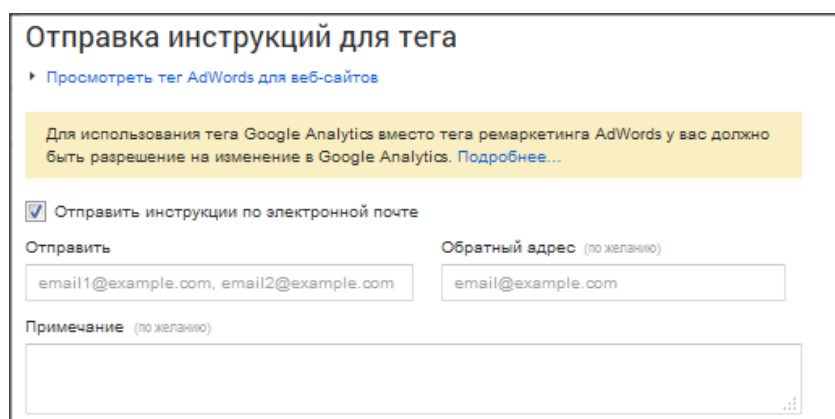 Отправка инструкций для тега
Просмотреть тег AdWords для веб-сайтов
Для использования тега Google Analytics вместо тега ремаркетинга AdWords у вас должно
быть разрешение на изменение в Google Analytics. Подробнее...
Отправить инструкции по электронной почте
Отправить Обратный адрес (по желанию)
email1@example.com, email2@example.com email@example.com
Примечание (по желанию)